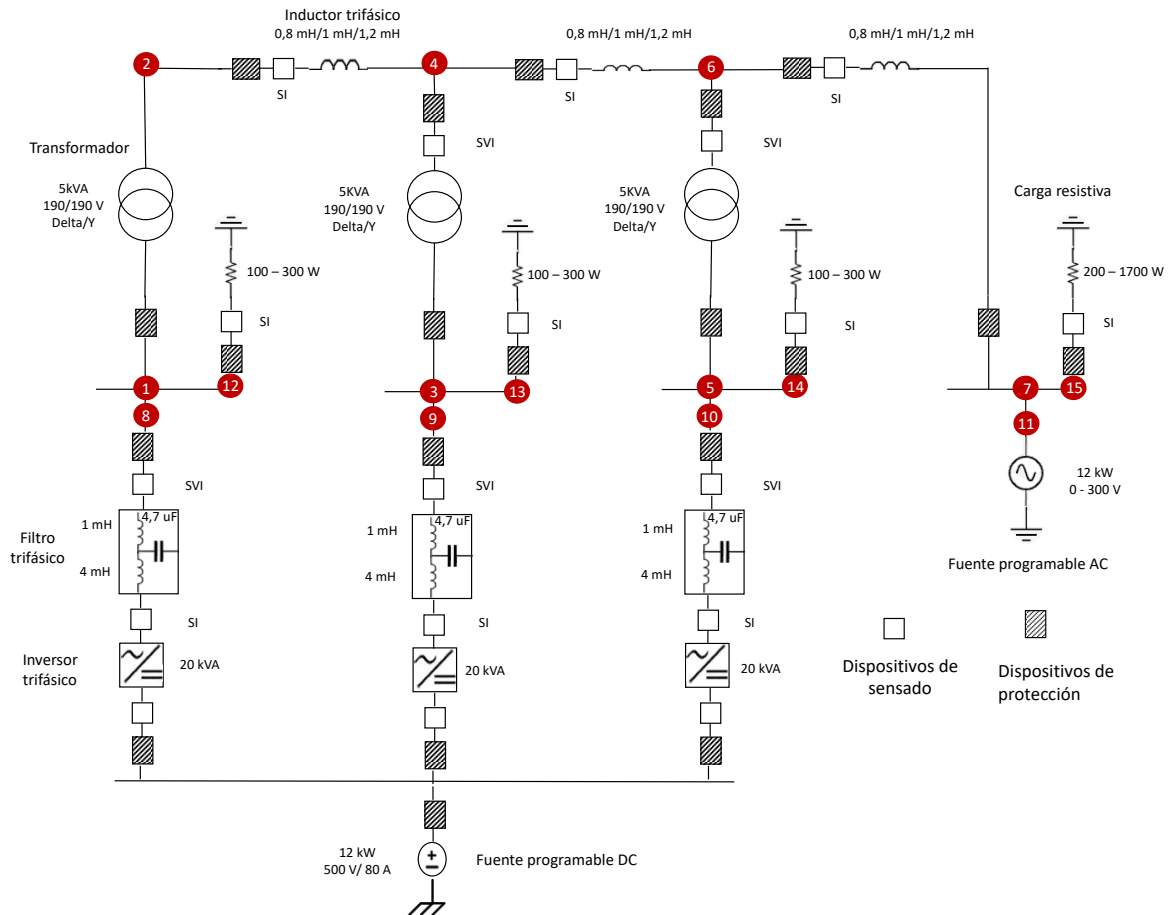 Inductor trifásico
0,8 mH/1 mH/1,2 mH
0,8 mH/1 mH/1,2 mH
0,8 mH/1 mH/1,2 mH
2
4
6
SI
SI
SI
SVI
SVI
Transformador
5kVA
190/190 V
Delta/Y
5KVA
190/190 V
Delta/Y
5KVA
190/190 V
Delta/Y
Carga resistiva
100 – 300 W
100 – 300 W
100 – 300 W
200 – 1700 W
SI
SI
SI
SI
1
12
3
13
5
14
7
15
8
9
10
11
12 kW
0 - 300 V
SVI
SVI
SVI
Filtro
trifásico
1 mH
4,7 uF
4 mH
1 mH
4,7 uF
4 mH
1 mH
4,7 uF
4 mH
Fuente programable AC
SI
SI
SI
Inversor
trifásico
20 kVA
20 kVA
20 kVA
Dispositivos de
sensado
Dispositivos de
protección
12 kW
500 V/ 80 A
Fuente programable DC